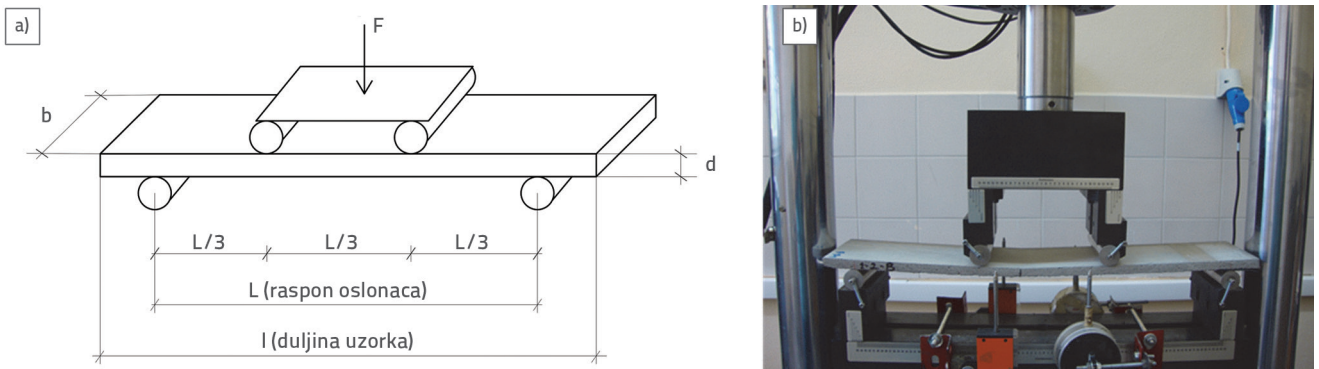 a)
F
b
d
L/3
L/3
L/3
L (raspon oslonaca)
l (duljina uzorka)
b)